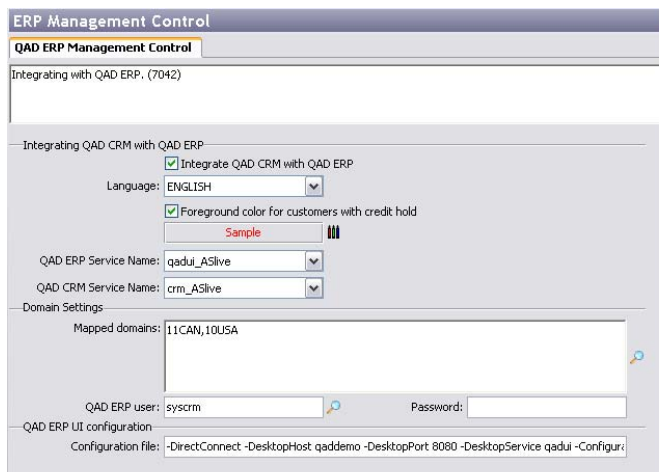 ERP Management Control
QAD ERP Management Control
Integrating with QAD ERP. (7042)
Integrating QAD CRM with QAD ERP
Integrate QAD CRM with QAD ERP
Language: ENGLISH
Foreground color for customers with credit hold
Sample
QAD ERP Service Name: qadui_ASlive
QAD CRM Service Name: crm_ASlive
Domain Settings
Mapped domains: 11CAN,10USA
QAD ERP user: syscrm Password:
QAD ERP UI configuration
Configuration file: -DirectConnect -DesktopHost qaddemo -DesktopPort 8080 -DesktopService qadui -Configura